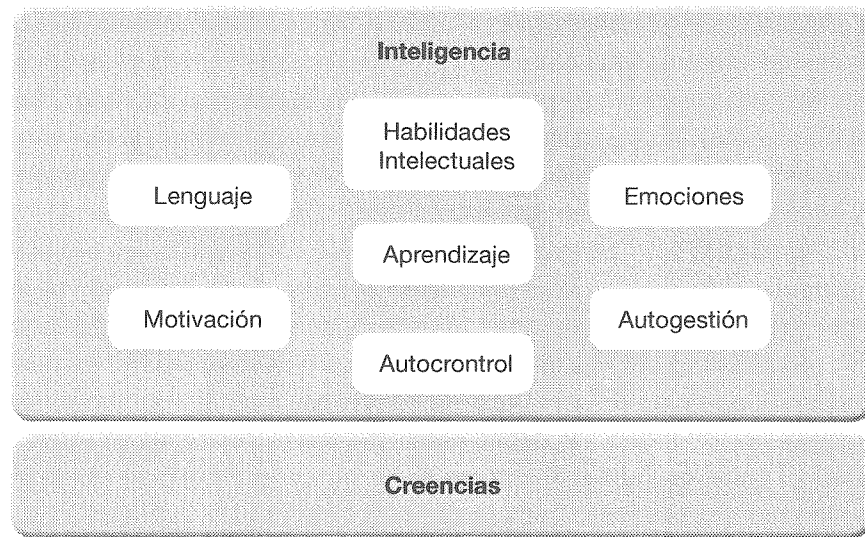 Inteligencia
Habilidades
Intelectuales
Lenguaje
Emociones
Aprendizaje
Motivación
Autogestión
Autocrontrol
Creencias